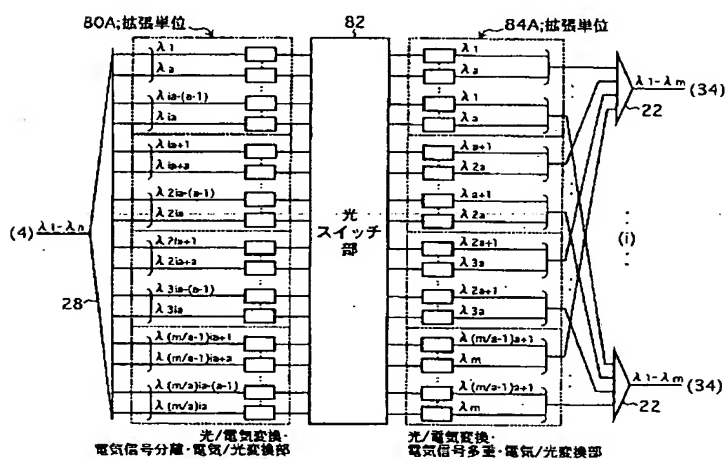 80A;拡張単位
82
84A;拡張単位
λ1
λa
λia-(a-1)
λia
λia+1
λia+a
λ2ia-(a-1)
λ2ia
λ2ia+1
λ2ia+a
λ3ia-(a-1)
λ3ia
λ(m/a-1)ia+1
λ(m/a-1)ia+a
λ(m/a)ia-(a-1)
λ(m/a)ia
(4)
λ1-λn
28
光
スイッチ
部
λ1
λa
λ1
λa
λa+1
λ2a
λa+1
λ2a
λ2a+1
λ3a
λ2a+1
λ3a
λ(m/a-1)a+1
λm
λ(m/a-1)a+1
λm
λ1-λm
(34)
22
(i)
λ1-λm
(34)
22
光/電気変換・
電気信号分離・電気/光変換部
光/電気変換・
電気信号多重・電気/光変換部